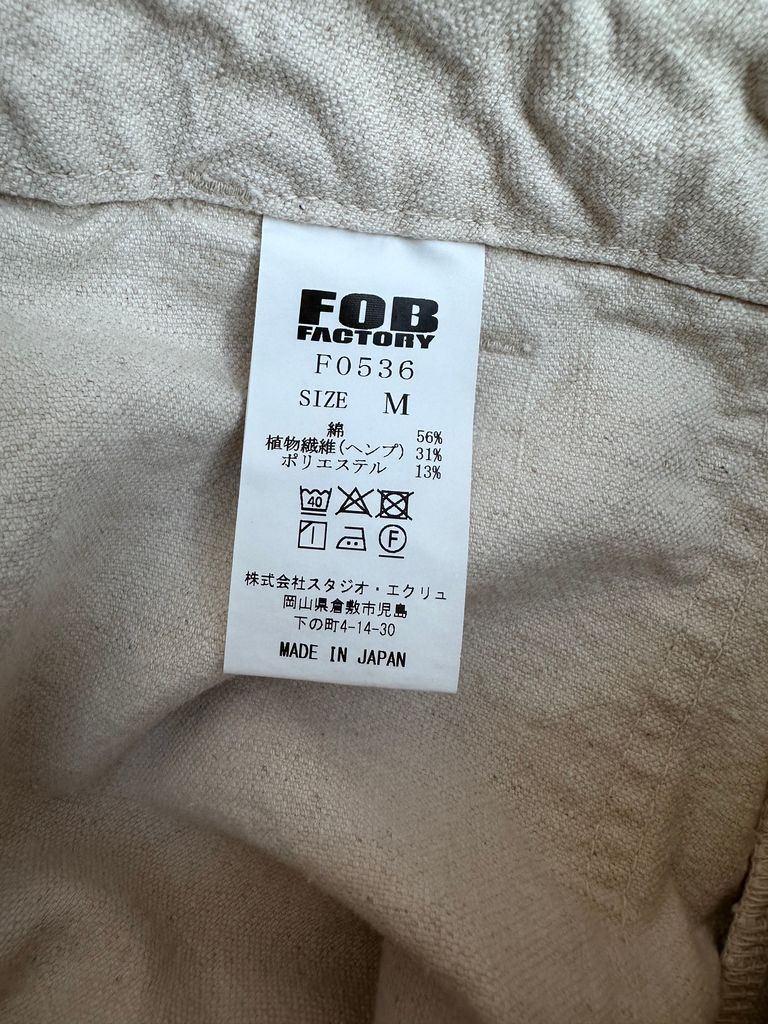 FOB
FACTORY
F0536
SIZE M
綿 56%
植物繊維(ヘンプ) 31%
ポリエステル 13%
40
F
株式会社スタジオ・エクリュ
岡山県倉敷市児島
下の町4-14-30
MADE IN JAPAN